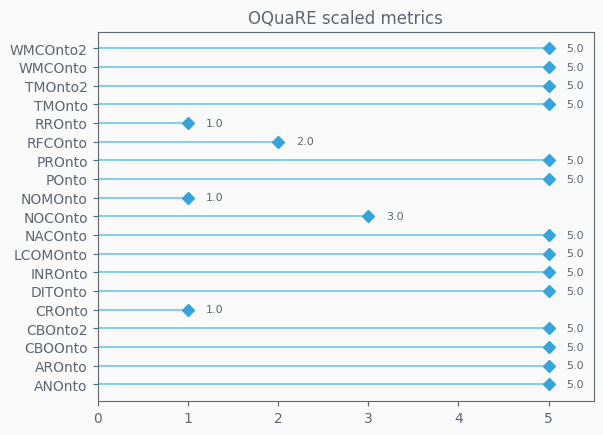 OQuaRE scaled metrics
WMCOnto2 5.0
WMCOnto 5.0
TMOnto2 5.0
TMOnto 5.0
RROnto 1.0
RFCOnto 2.0
PROnto 5.0
POnto 5.0
NOMOnto 1.0
NOCOnto 3.0
NACOnto 5.0
LCOMOnto 5.0
INROnto 5.0
DITOnto 5.0
CROnto 1.0
CBOnto2 5.0
CBOOnto 5.0
AROnto 5.0
ANOnto 5.0
0 1 2 3 4 5